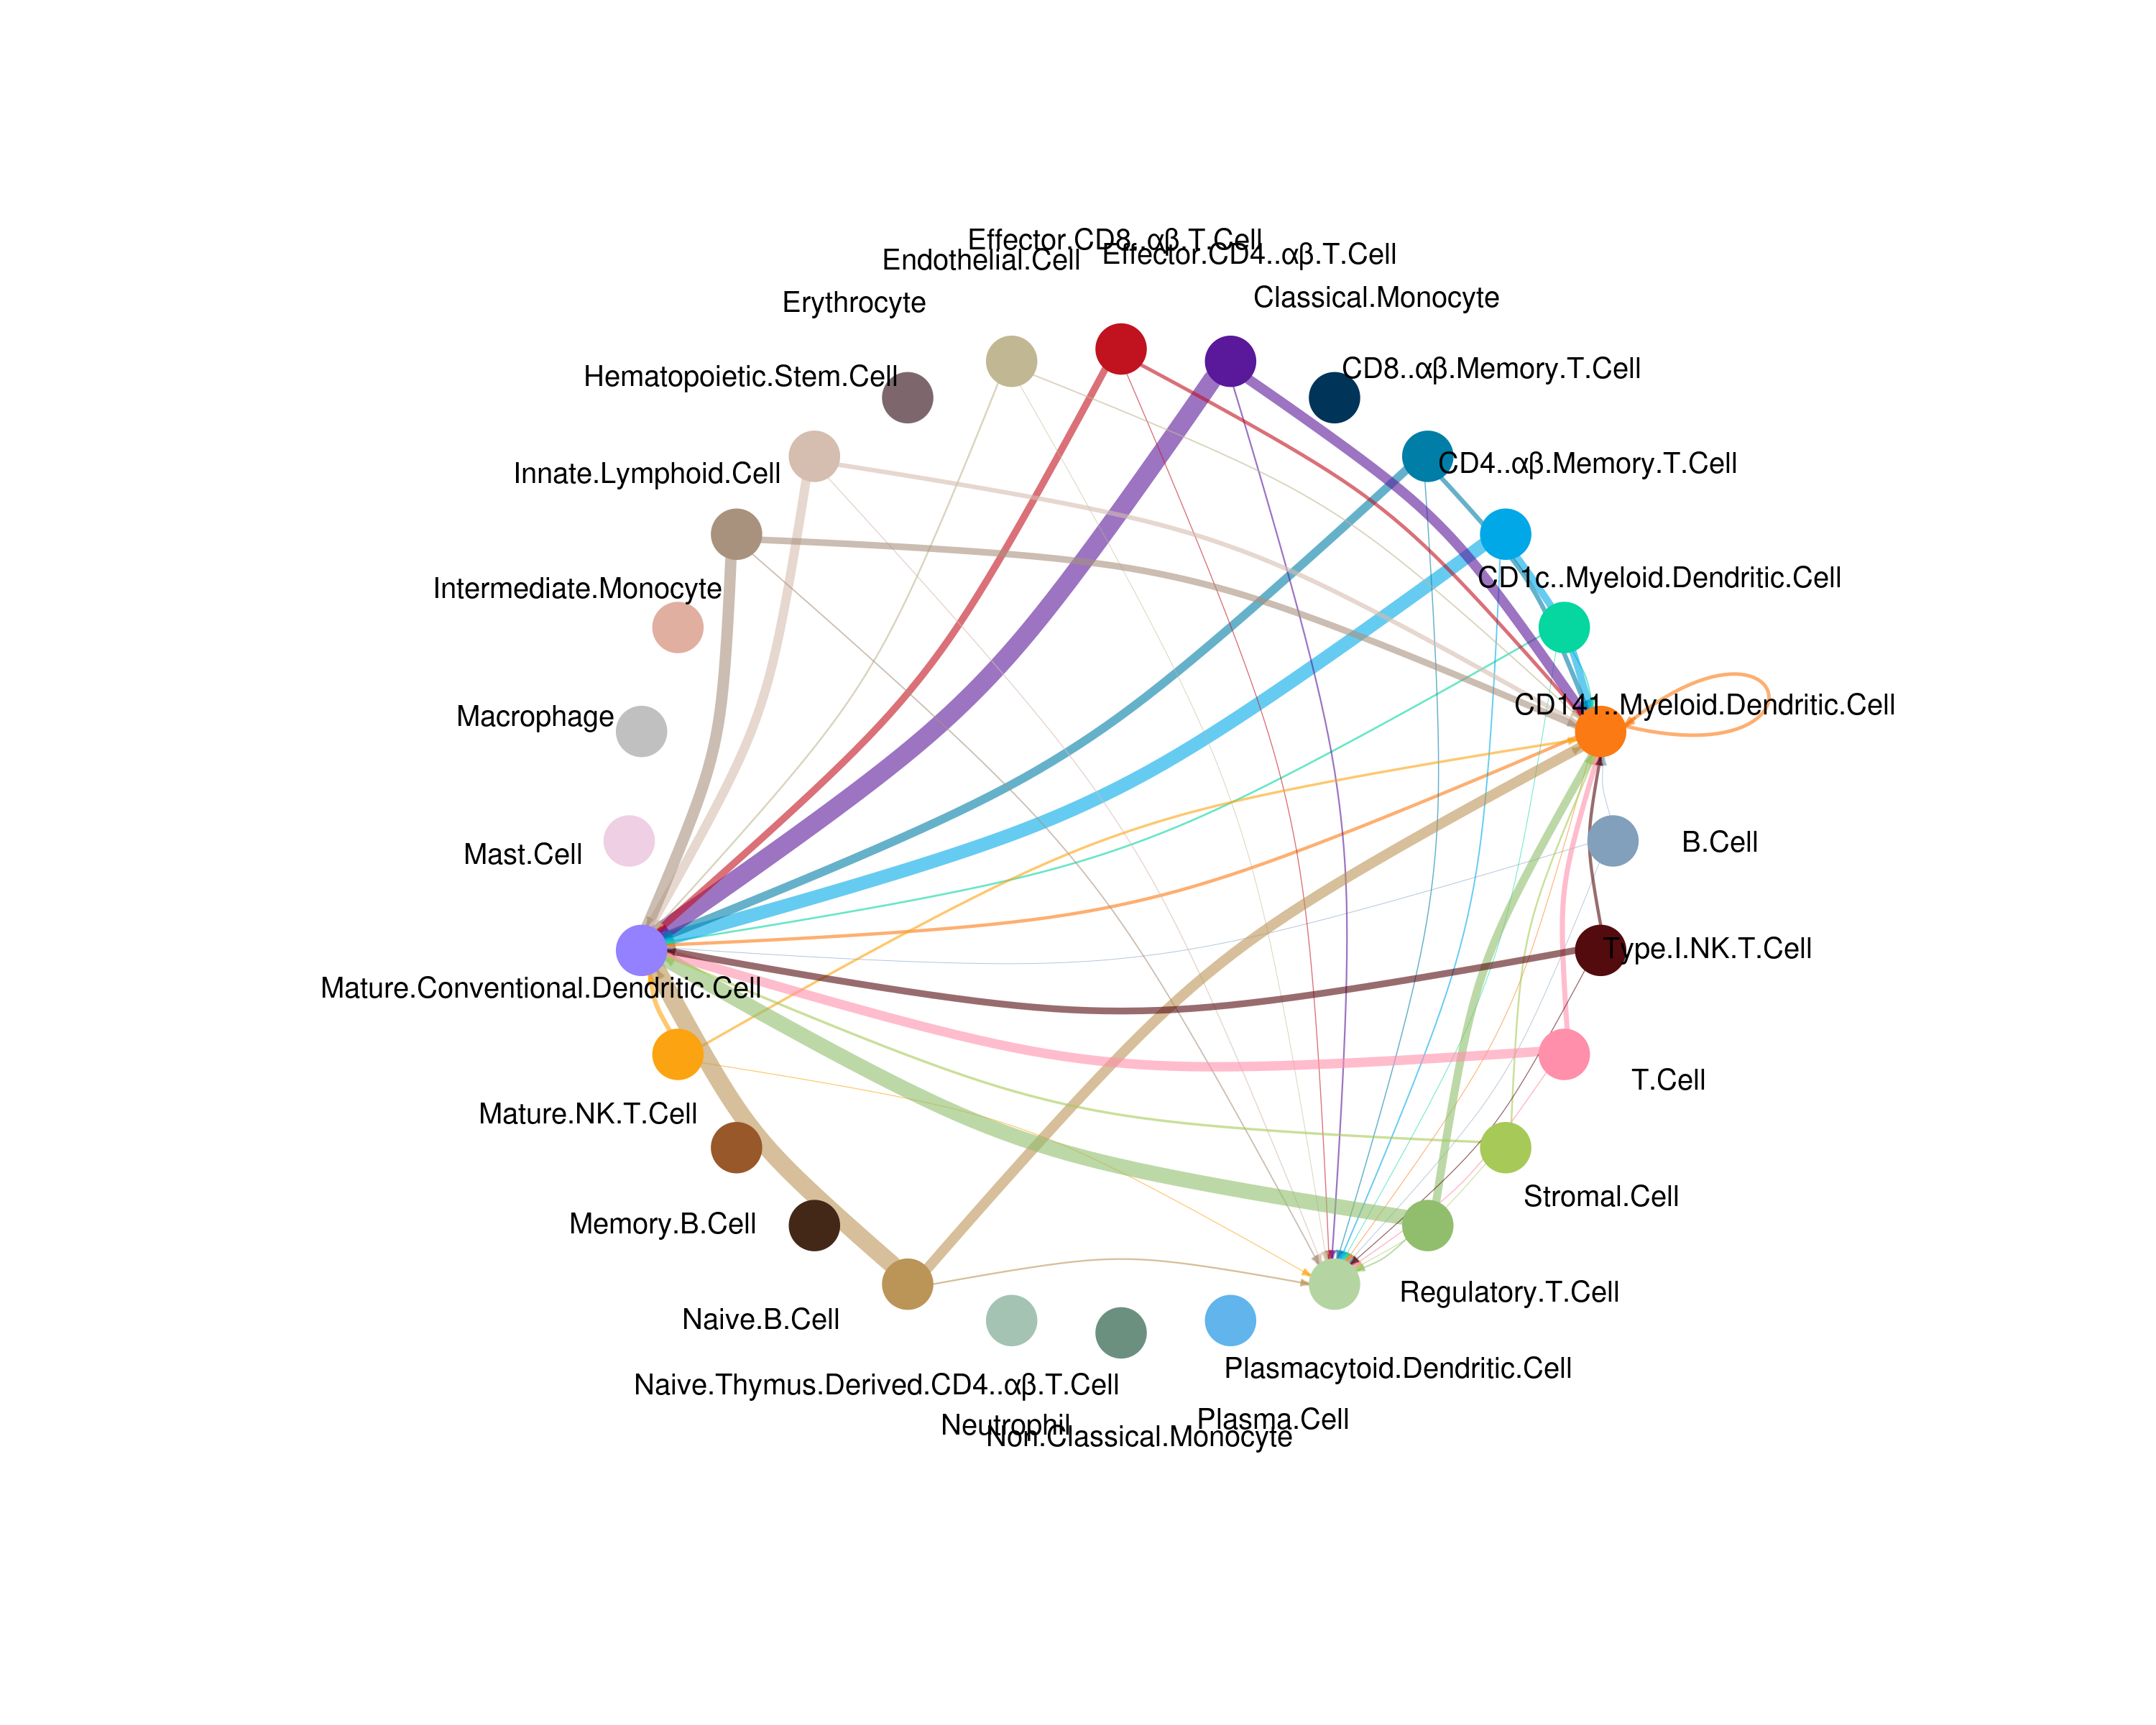 Effector.CD8..αβ.T.Cell
Effector.CD4..αβ.T.Cell
Endothelial.Cell
Classical.Monocyte
Erythrocyte
CD8..αβ.Memory.T.Cell
Hematopoietic.Stem.Cell
CD4..αβ.Memory.T.Cell
Innate.Lymphoid.Cell
CD1c..Myeloid.Dendritic.Cell
Intermediate.Monocyte
CD141..Myeloid.Dendritic.Cell
Macrophage
B.Cell
Mast.Cell
Type.I.NK.T.Cell
Mature.Conventional.Dendritic.Cell
T.Cell
Mature.NK.T.Cell
Stromal.Cell
Memory.B.Cell
Regulatory.T.Cell
Naive.B.Cell
Plasmacytoid.Dendritic.Cell
Naive.Thymus.Derived.CD4..αβ.T.Cell
Plasma.Cell
Neutrophil
Non.Classical.Monocyte